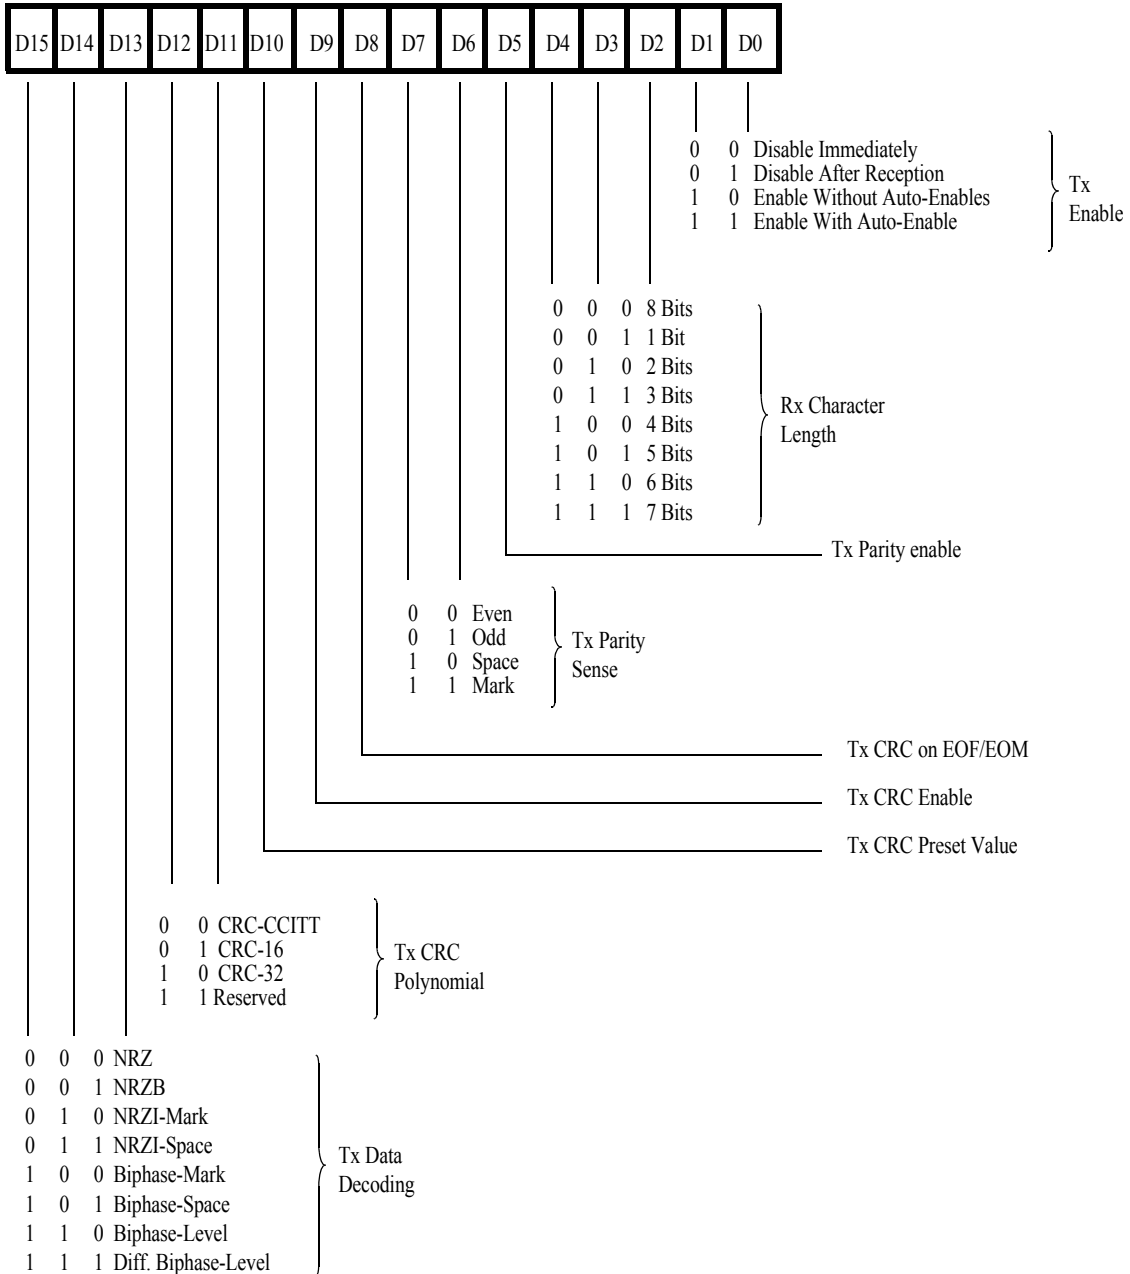 D15 D14 D13 D12 D11 D10 D9 D8 D7 D6 D5 D4 D3 D2 D1 D0
0 0 Disable Immediately
0 1 Disable After Reception
1 0 Enable Without Auto-Enables
1 1 Enable With Auto-Enable
Tx
Enable
0 0 0 8 Bits
0 0 1 1 Bit
0 1 0 2 Bits
0 1 1 3 Bits
1 0 0 4 Bits
1 0 1 5 Bits
1 1 0 6 Bits
1 1 1 7 Bits
Rx Character
Length
Tx Parity enable
0 0 Even
0 1 Odd
1 0 Space
1 1 Mark
Tx Parity
Sense
Tx CRC on EOF/EOM
Tx CRC Enable
Tx CRC Preset Value
0 0 CRC-CCITT
0 1 CRC-16
1 0 CRC-32
1 1 Reserved
Tx CRC
Polynomial
0 0 0 NRZ
0 0 1 NRZB
0 1 0 NRZI-Mark
0 1 1 NRZI-Space
1 0 0 Biphase-Mark
1 0 1 Biphase-Space
1 1 0 Biphase-Level
1 1 1 Diff. Biphase-Level
Tx Data
Decoding